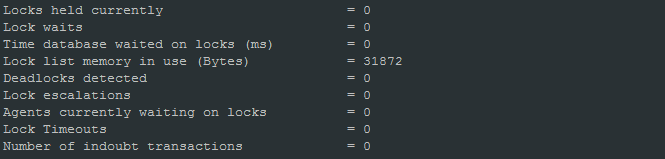 Locks held currently = 0
Lock waits = 0
Time database waited on locks (ms) = 0
Lock list memory in use (Bytes) = 31872
Deadlocks detected = 0
Lock escalations = 0
Agents currently waiting on locks = 0
Lock Timeouts = 0
Number of indoubt transactions = 0